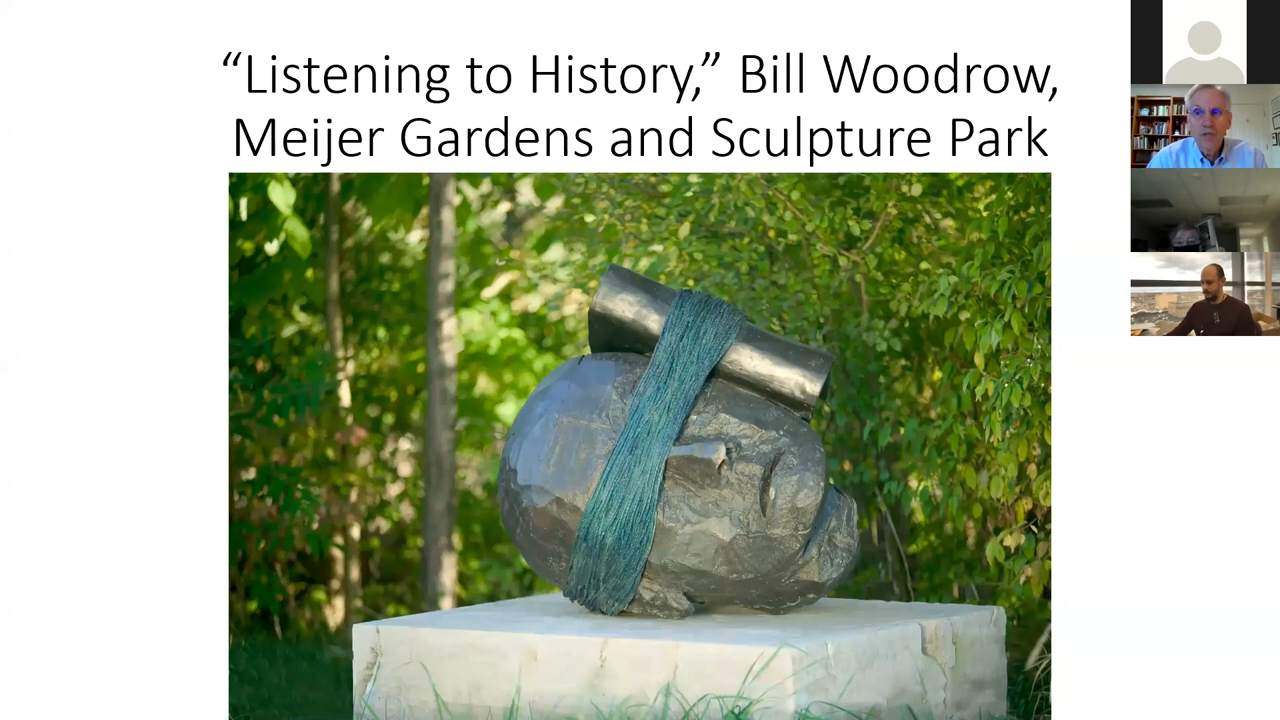 “Listening to History,” Bill Woodrow,
Meijer Gardens and Sculpture Park